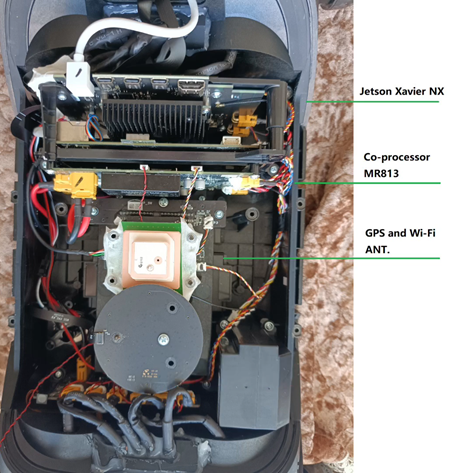 Jetson Xavier NX
Co-processor
MR813
GPS and Wi-Fi
ANT.